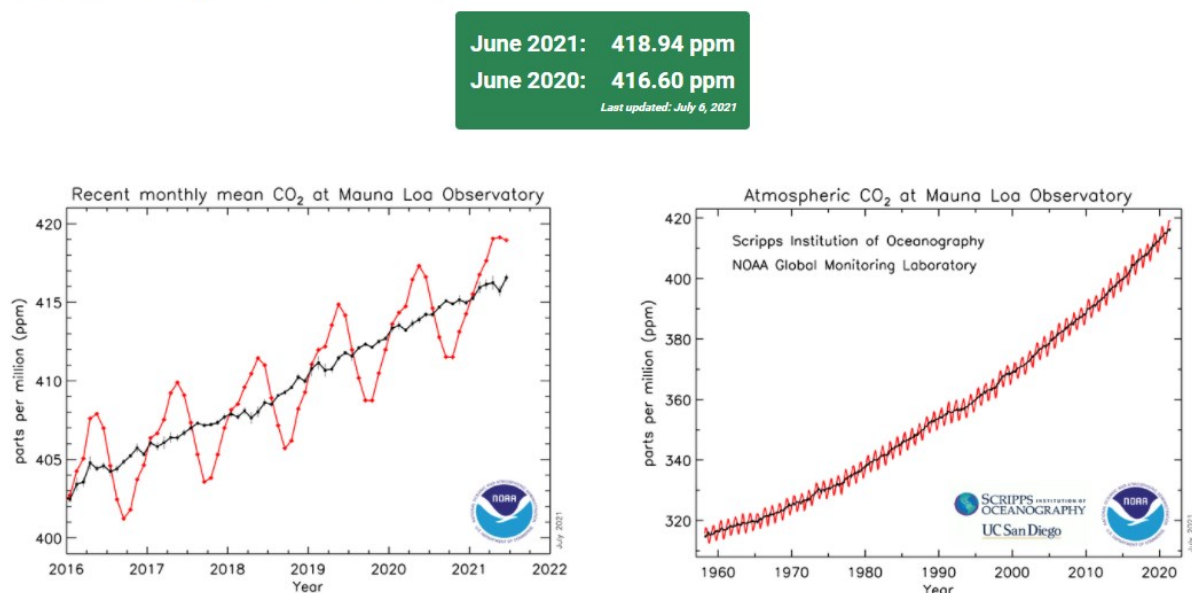 June 2021: 418.94 ppm
June 2020: 416.60 ppm
Last updated: July 6, 2021
Recent monthly mean CO₂ at Mauna Loa Observatory
parts per million (ppm)
420
415
410
405
400
2016 2017 2018 2019 2020 2021 2022
Year
NOAA
July 2021
Atmospheric CO₂ at Mauna Loa Observatory
Scripps Institution of Oceanography
NOAA Global Monitoring Laboratory
parts per million (ppm)
420
400
380
360
340
320
1960 1970 1980 1990 2000 2010 2020
Year
SCRIPPS INSTITUTION OF
OCEANOGRAPHY
UC San Diego
NOAA
July 2021